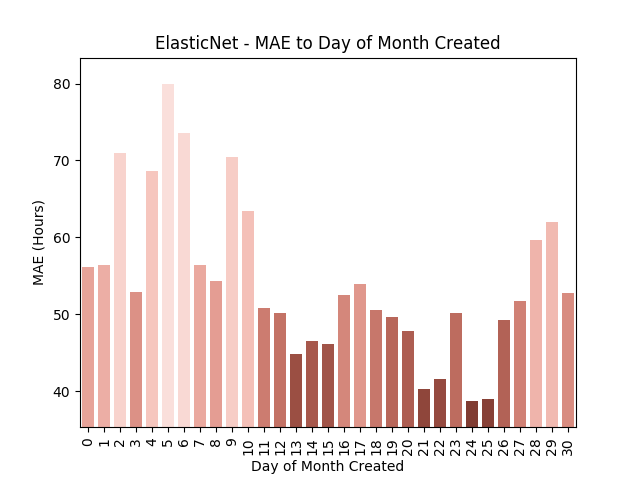 ElasticNet - MAE to Day of Month Created
MAE (Hours)
80
70
60
50
40
0 1 2 3 4 5 6 7 8 9 10 11 12 13 14 15 16 17 18 19 20 21 22 23 24 25 26 27 28 29 30
Day of Month Created